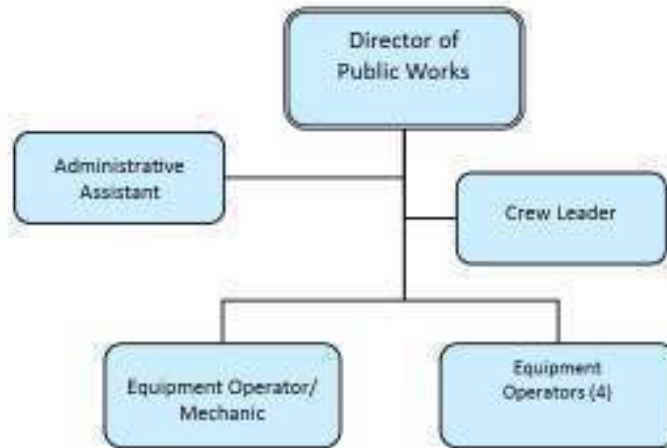 Director of
Public Works
Administrative
Assistant
Crew Leader
Equipment Operator/
Mechanic
Equipment
Operators (4)